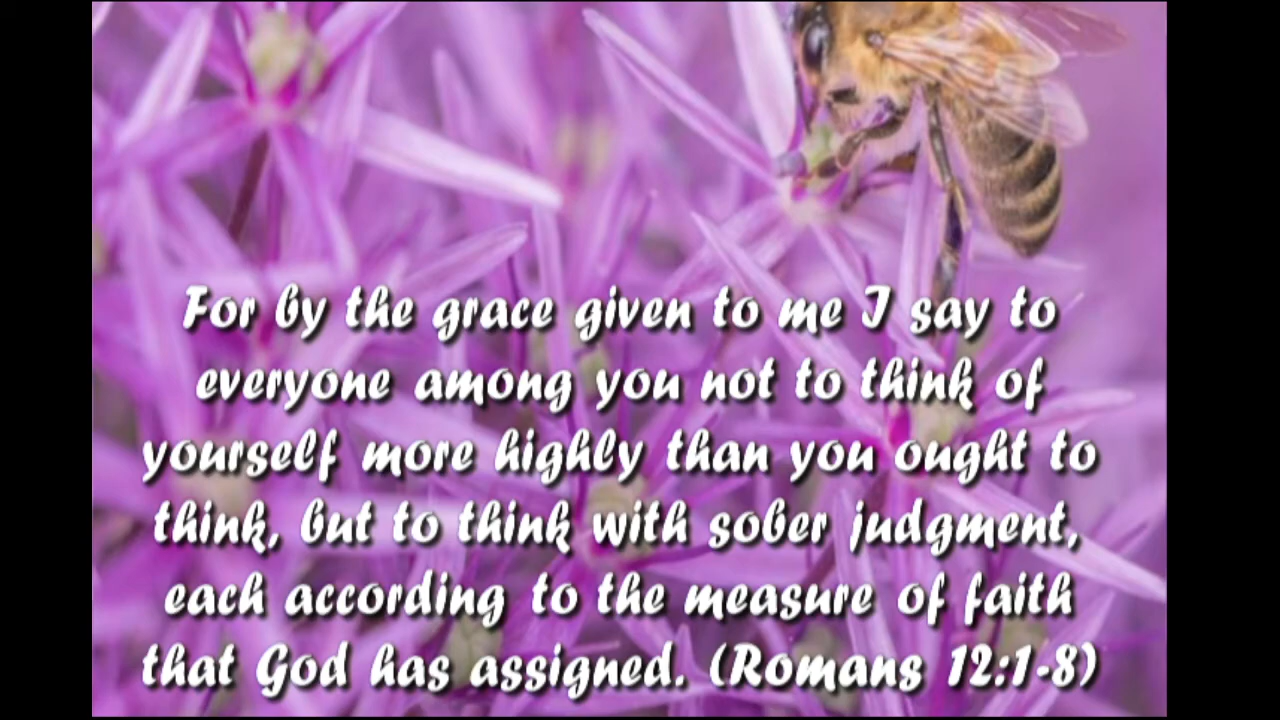 For by the grace given to me I say to
everyone among you not to think of
yourself more highly than you ought to
think, but to think with sober judgment,
each according to the measure of faith
that God has assigned. (Romans 12:1-8)